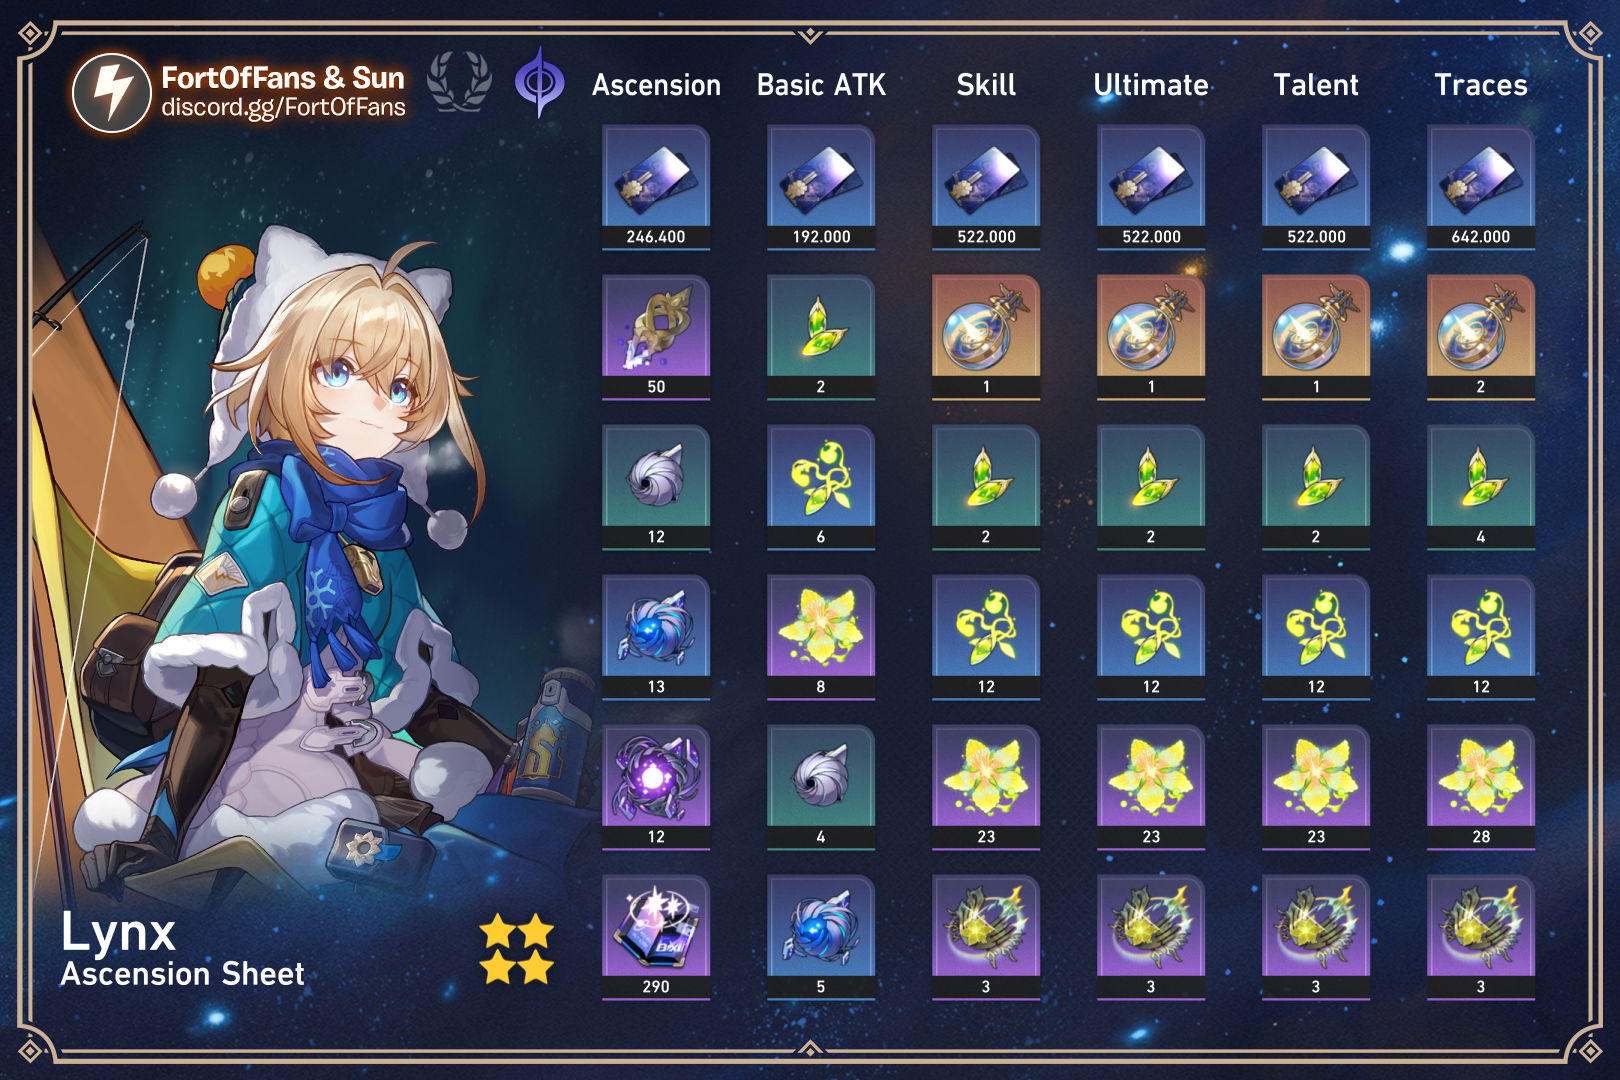 FortOfFans & Sun
discord.gg/FortOfFans
Ascension Basic ATK Skill Ultimate Talent Traces
246.400 192.000 522.000 522.000 522.000 642.000
50 2 1 1 1 2
12 6 2 2 2 4
13 8 12 12 12 12
12 4 23 23 23 28
290 5 3 3 3 3
Lynx
Ascension Sheet